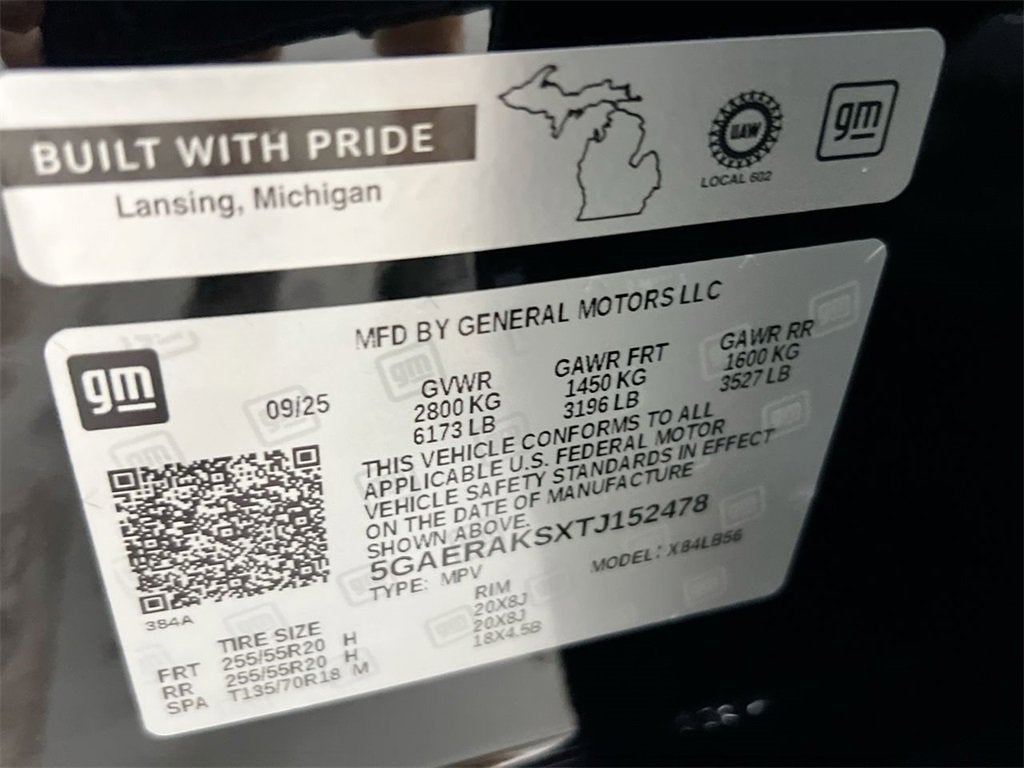 BUILT WITH PRIDE
Lansing, Michigan
UAW
LOCAL 602
gm
MFD BY GENERAL MOTORS LLC
gm
09/25
GVWR
2800 KG
6173 LB
GAWR FRT
1450 KG
3196 LB
GAWR RR
1600 KG
3527 LB
THIS VEHICLE CONFORMS TO ALL
APPLICABLE U.S. FEDERAL MOTOR
VEHICLE SAFETY STANDARDS IN EFFECT
ON THE DATE OF MANUFACTURE
SHOWN ABOVE.
5GAERAKSXTJ152478
TYPE: MPV
MODEL: X84LB56
384A
TIRE SIZE
RIM
FRT 255/55R20 H 20X8J
RR 255/55R20 H 20X8J
SPA T135/70R18 M 18X4.5B